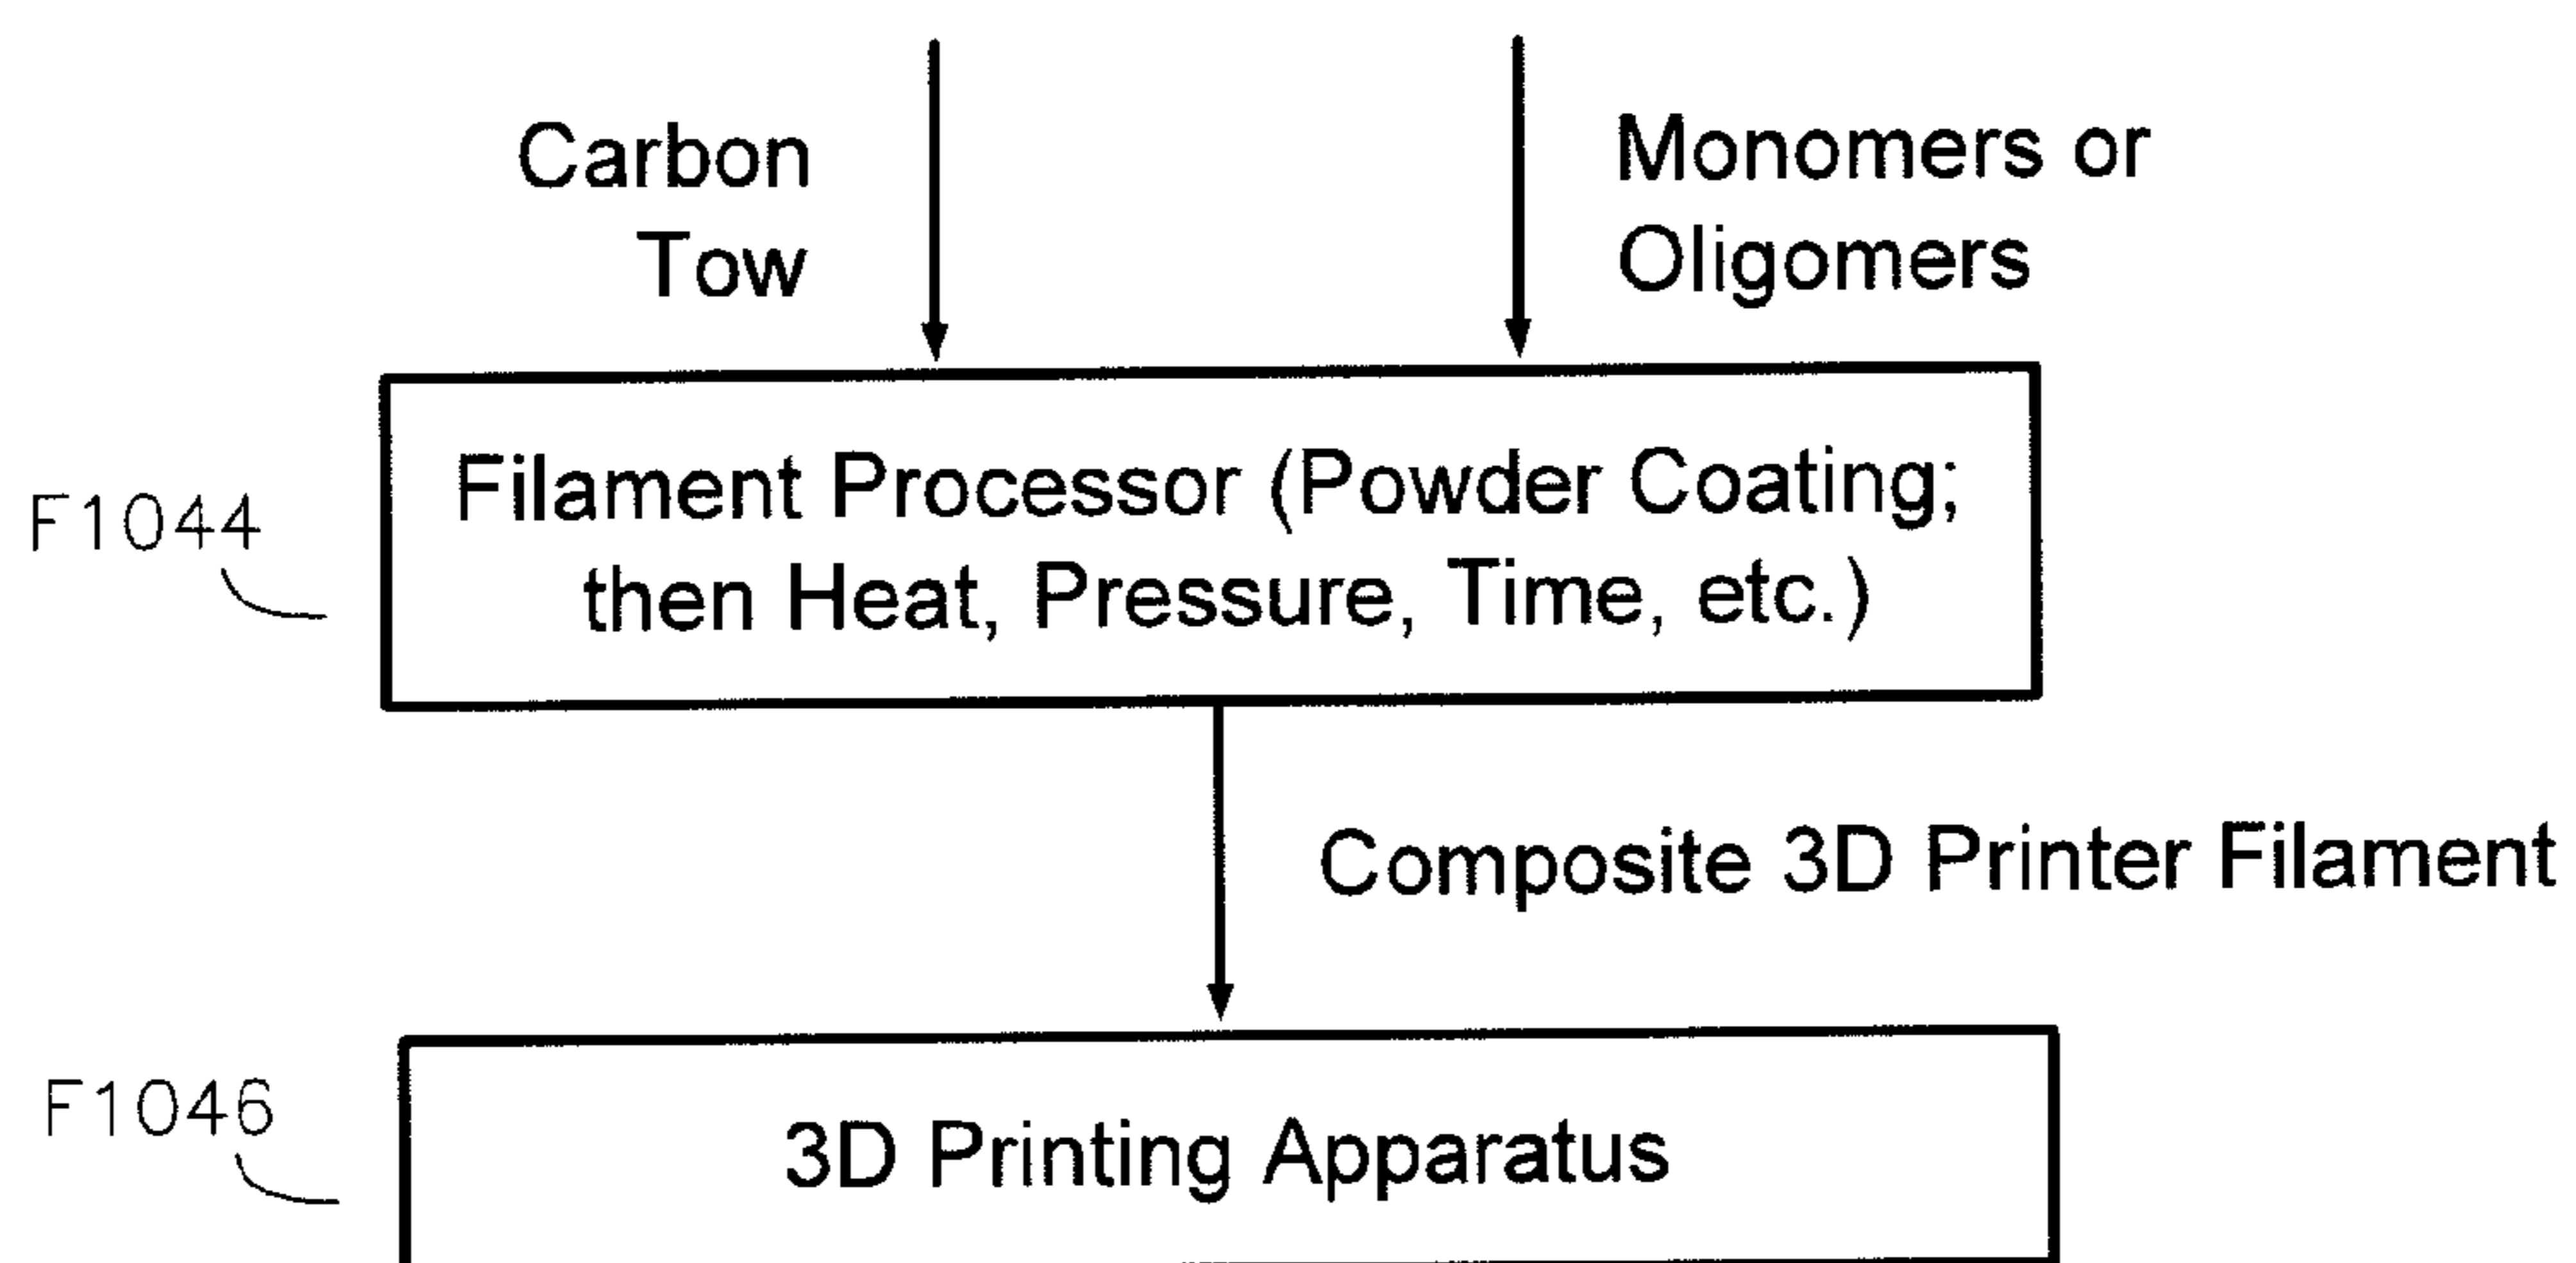 Carbon
Tow
Monomers or
Oligomers
F1044
Filament Processor (Powder Coating;
then Heat, Pressure, Time, etc.)
Composite 3D Printer Filament
F1046
3D Printing Apparatus